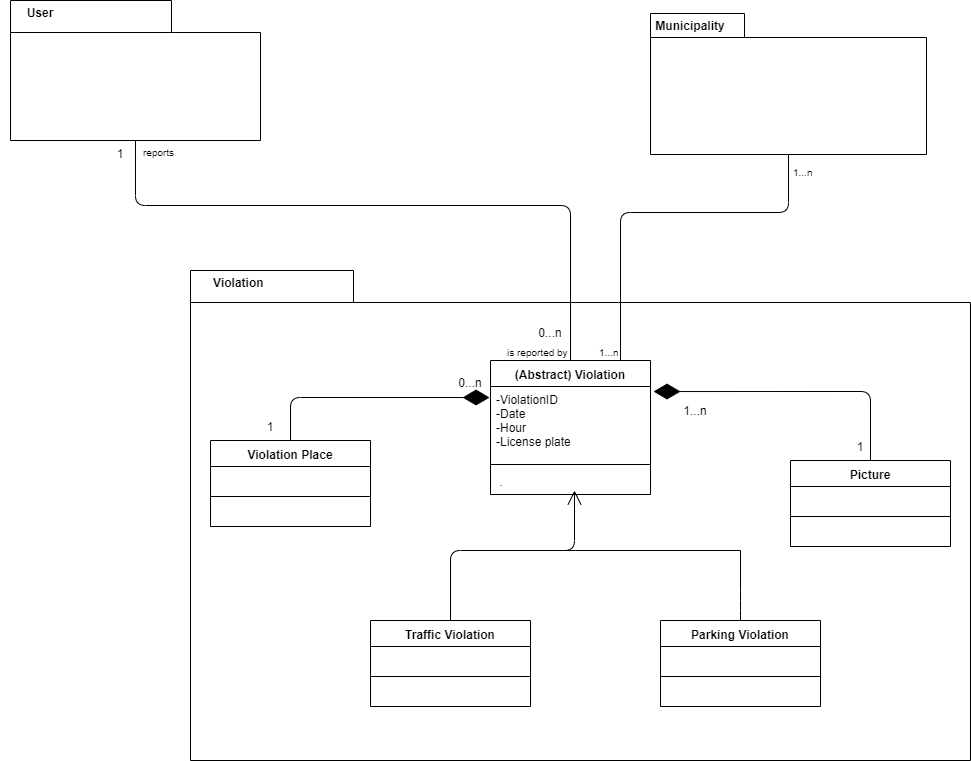 User
Municipality
1
reports
1...n
Violation
0...n
is reported by
1...n
(Abstract) Violation
-ViolationID
-Date
-Hour
-License plate
.
0...n
1
Violation Place
1...n
1
Picture
Traffic Violation
Parking Violation